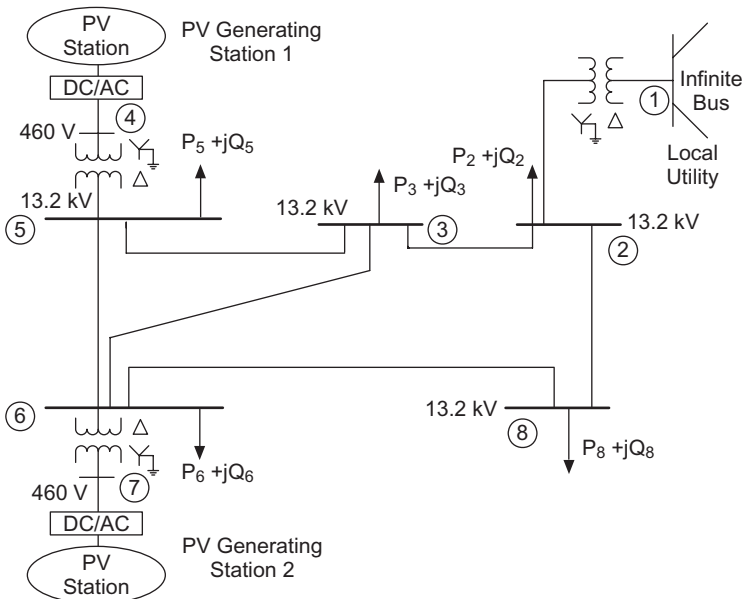 PV
Station
PV Generating
Station 1
DC/AC
4
460 V
13.2 kV
5
P5 +jQ5
Δ
13.2 kV
P3 +jQ3
3
P2 +jQ2
Δ
1
Infinite
Bus
Local
Utility
13.2 kV
2
6
Δ
P6 +jQ6
7
460 V
DC/AC
PV
Station
PV Generating
Station 2
13.2 kV
8
P8 +jQ8